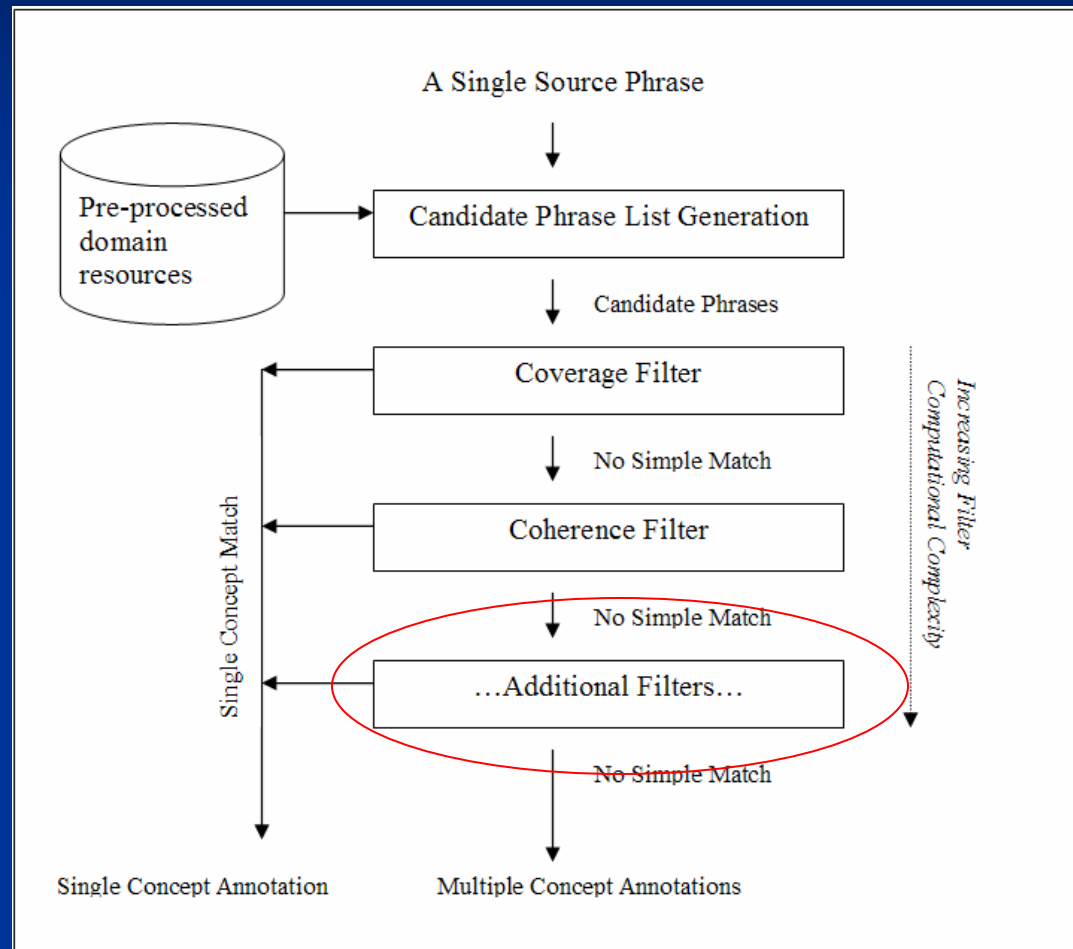 A Single Source Phrase
Pre-processed
domain
resources
Candidate Phrase List Generation
Candidate Phrases
Coverage Filter
No Simple Match
Coherence Filter
No Simple Match
…Additional Filters…
No Simple Match
Single Concept Match
Increasing Filter
Computational Complexity
Single Concept Annotation
Multiple Concept Annotations